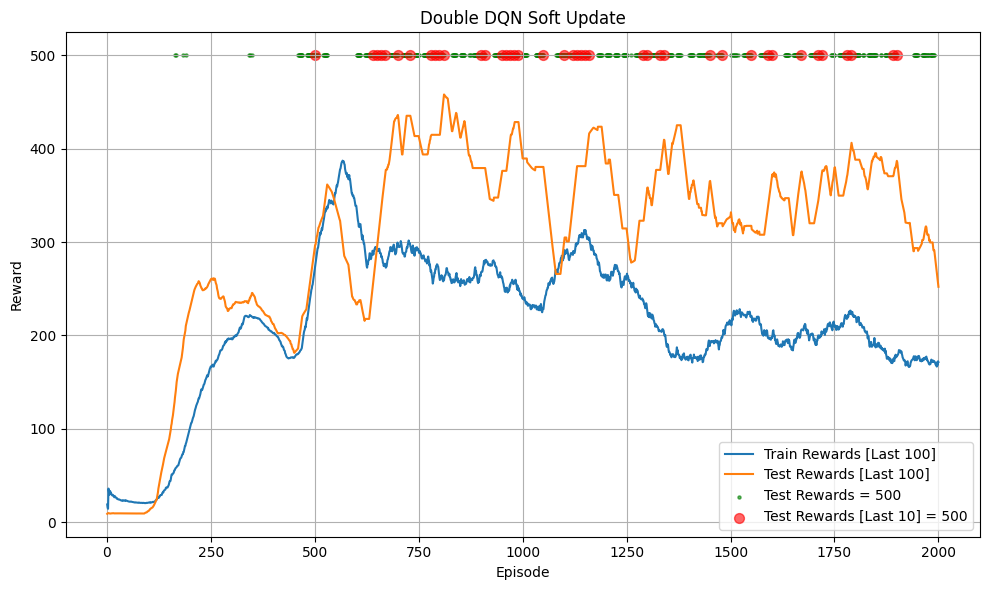 Double DQN Soft Update
500
400
300
200
100
0
Reward
0
250
500
750
1000
1250
1500
1750
2000
Episode
Train Rewards [Last 100]
Test Rewards [Last 100]
Test Rewards = 500
Test Rewards [Last 10] = 500